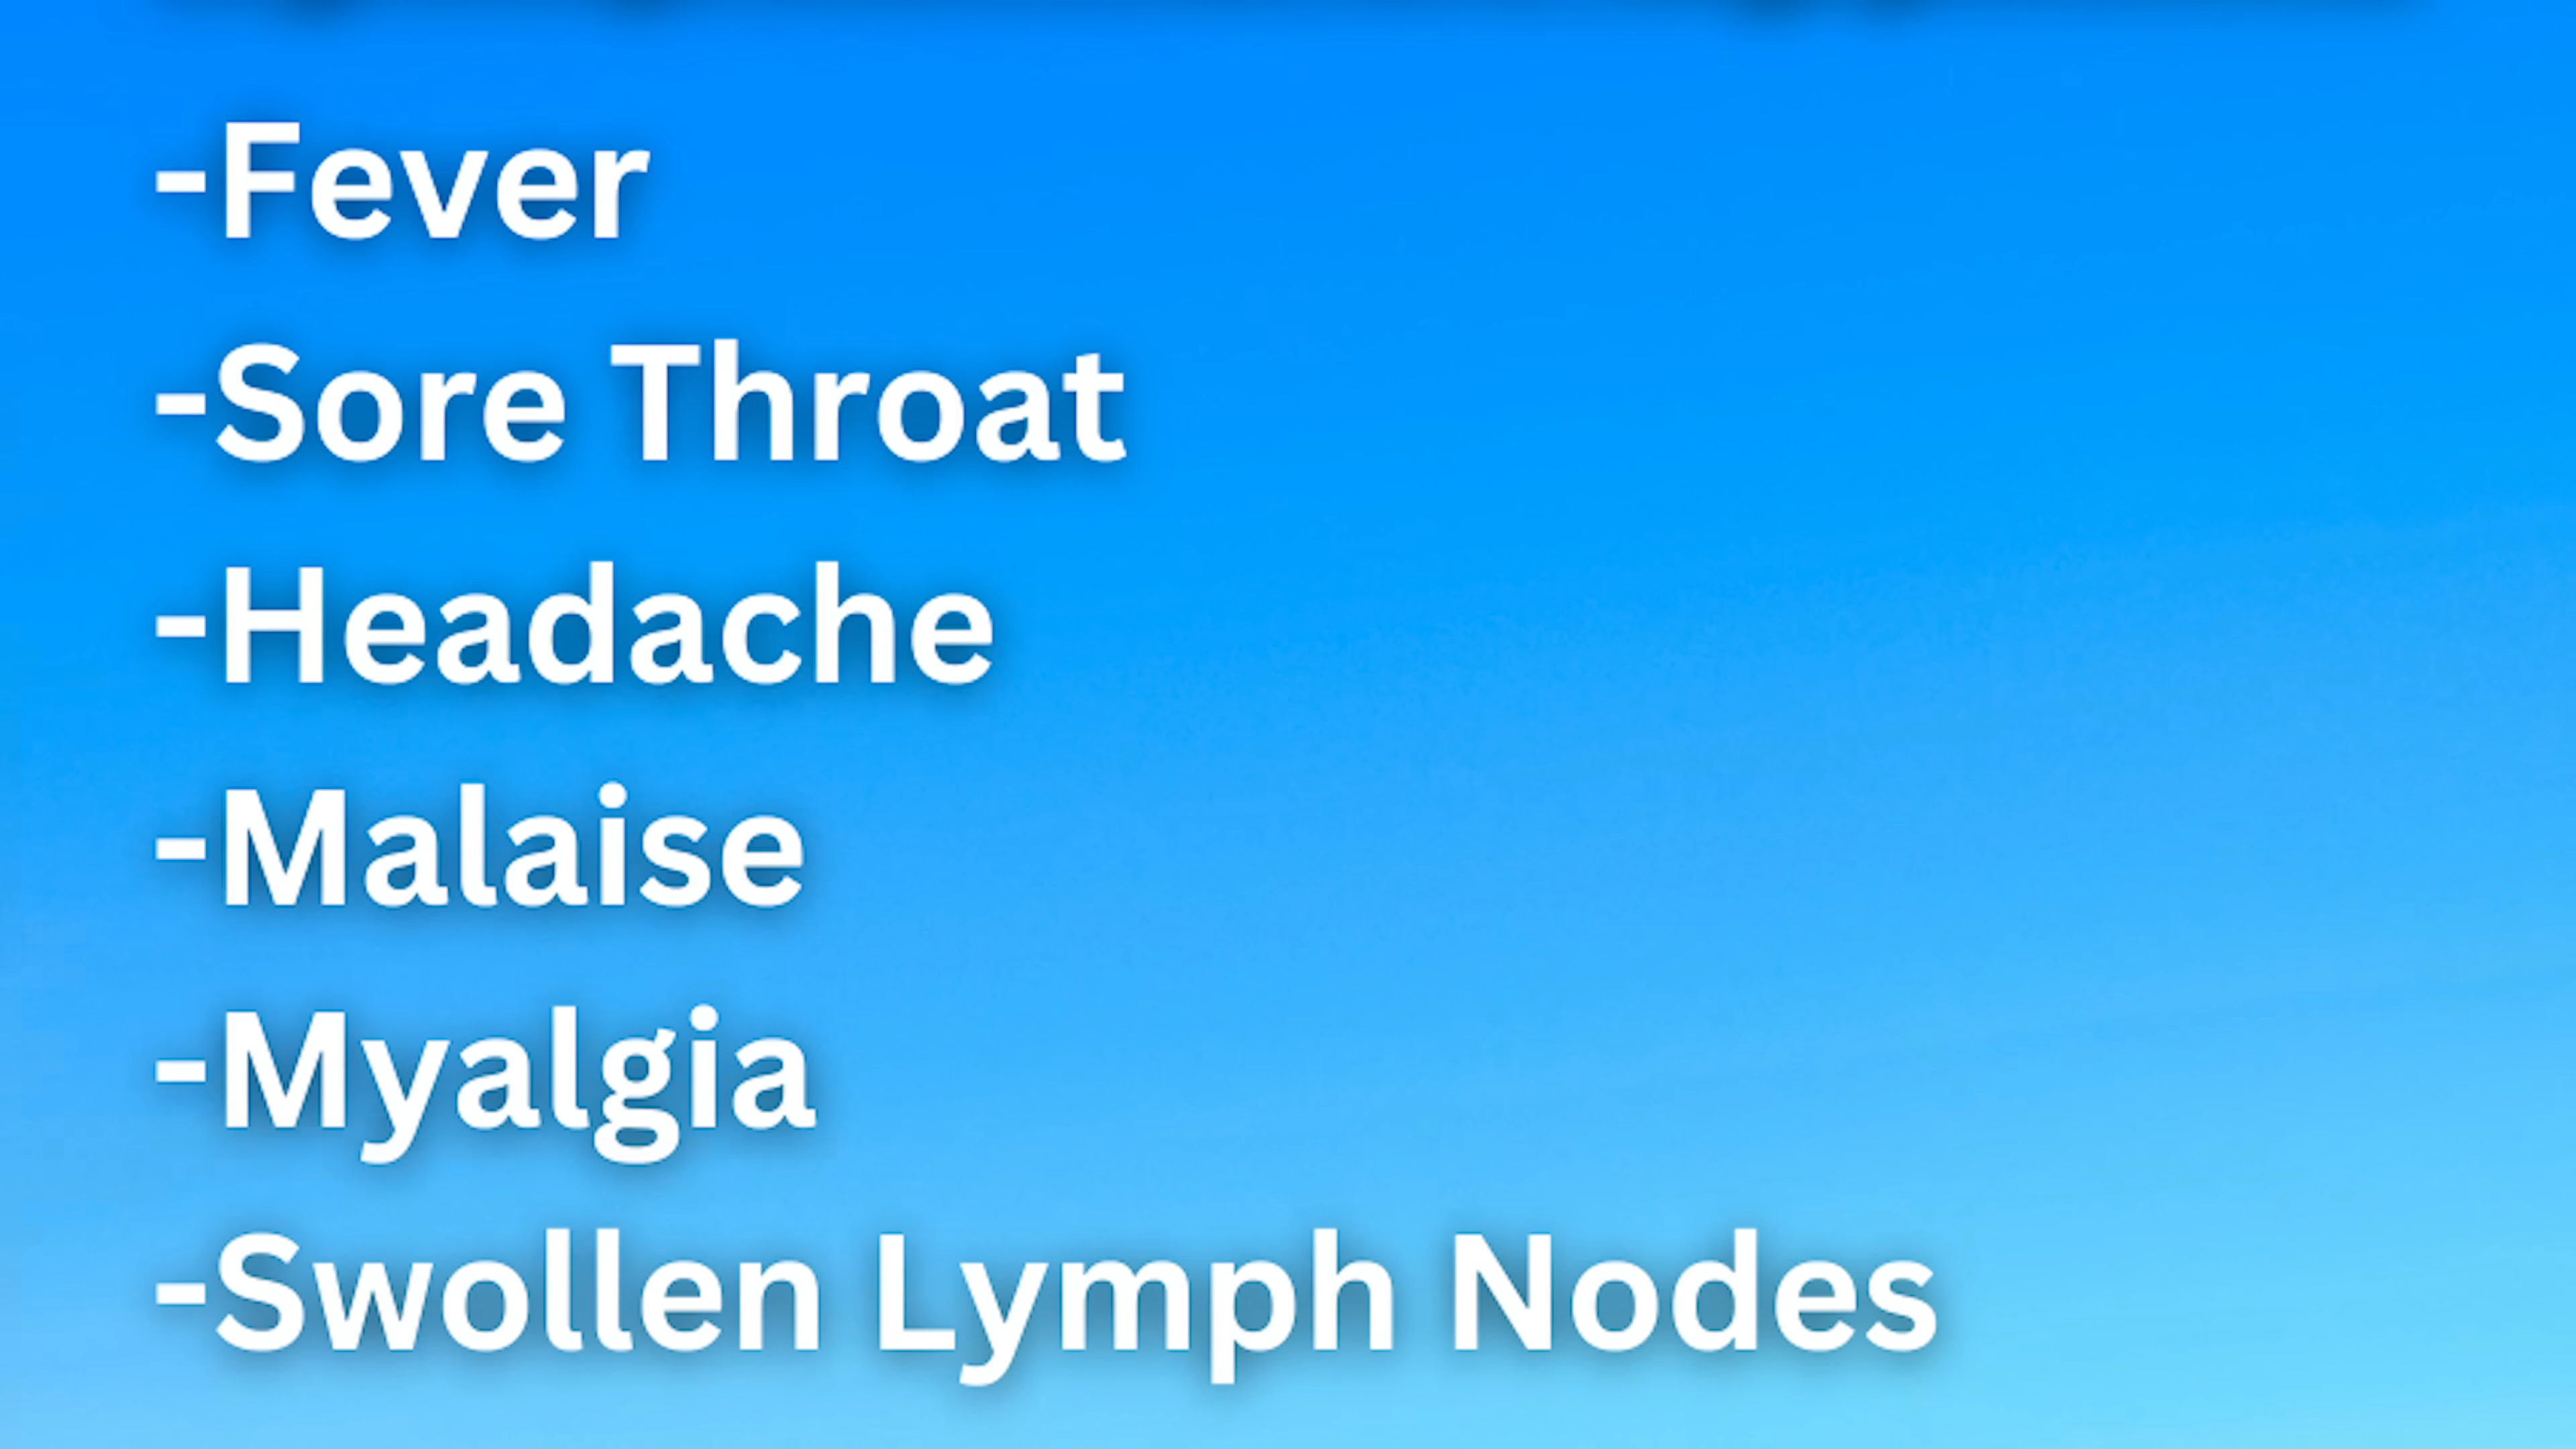 -Fever
-Sore Throat
-Headache
-Malaise
-Myalgia
-Swollen Lymph Nodes